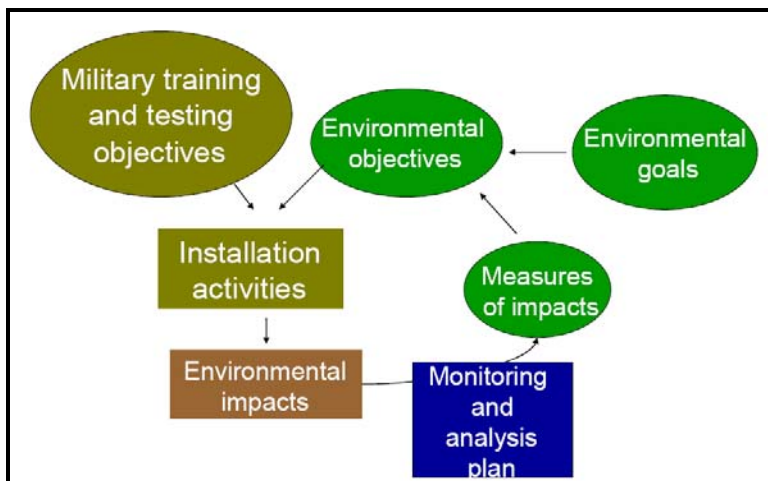 Military training
and testing
objectives
Environmental
objectives
Environmental
goals
Installation
activities
Measures
of impacts
Environmental
impacts
Monitoring
and
analysis
plan